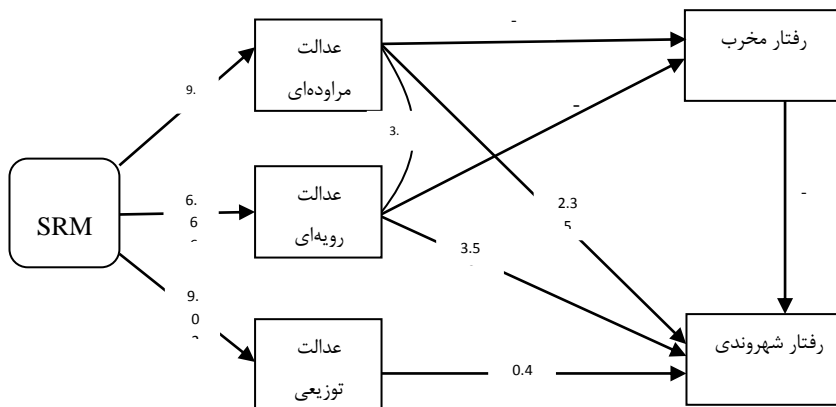 عدالت
مراوده‌ای
رفتار مخرب
-
9.
3.
-
SRM
6.
6
عدالت
رویه‌ای
2.3
5
-
3.5
9.
0
عدالت
توزیعی
0.4
رفتار شهروندی